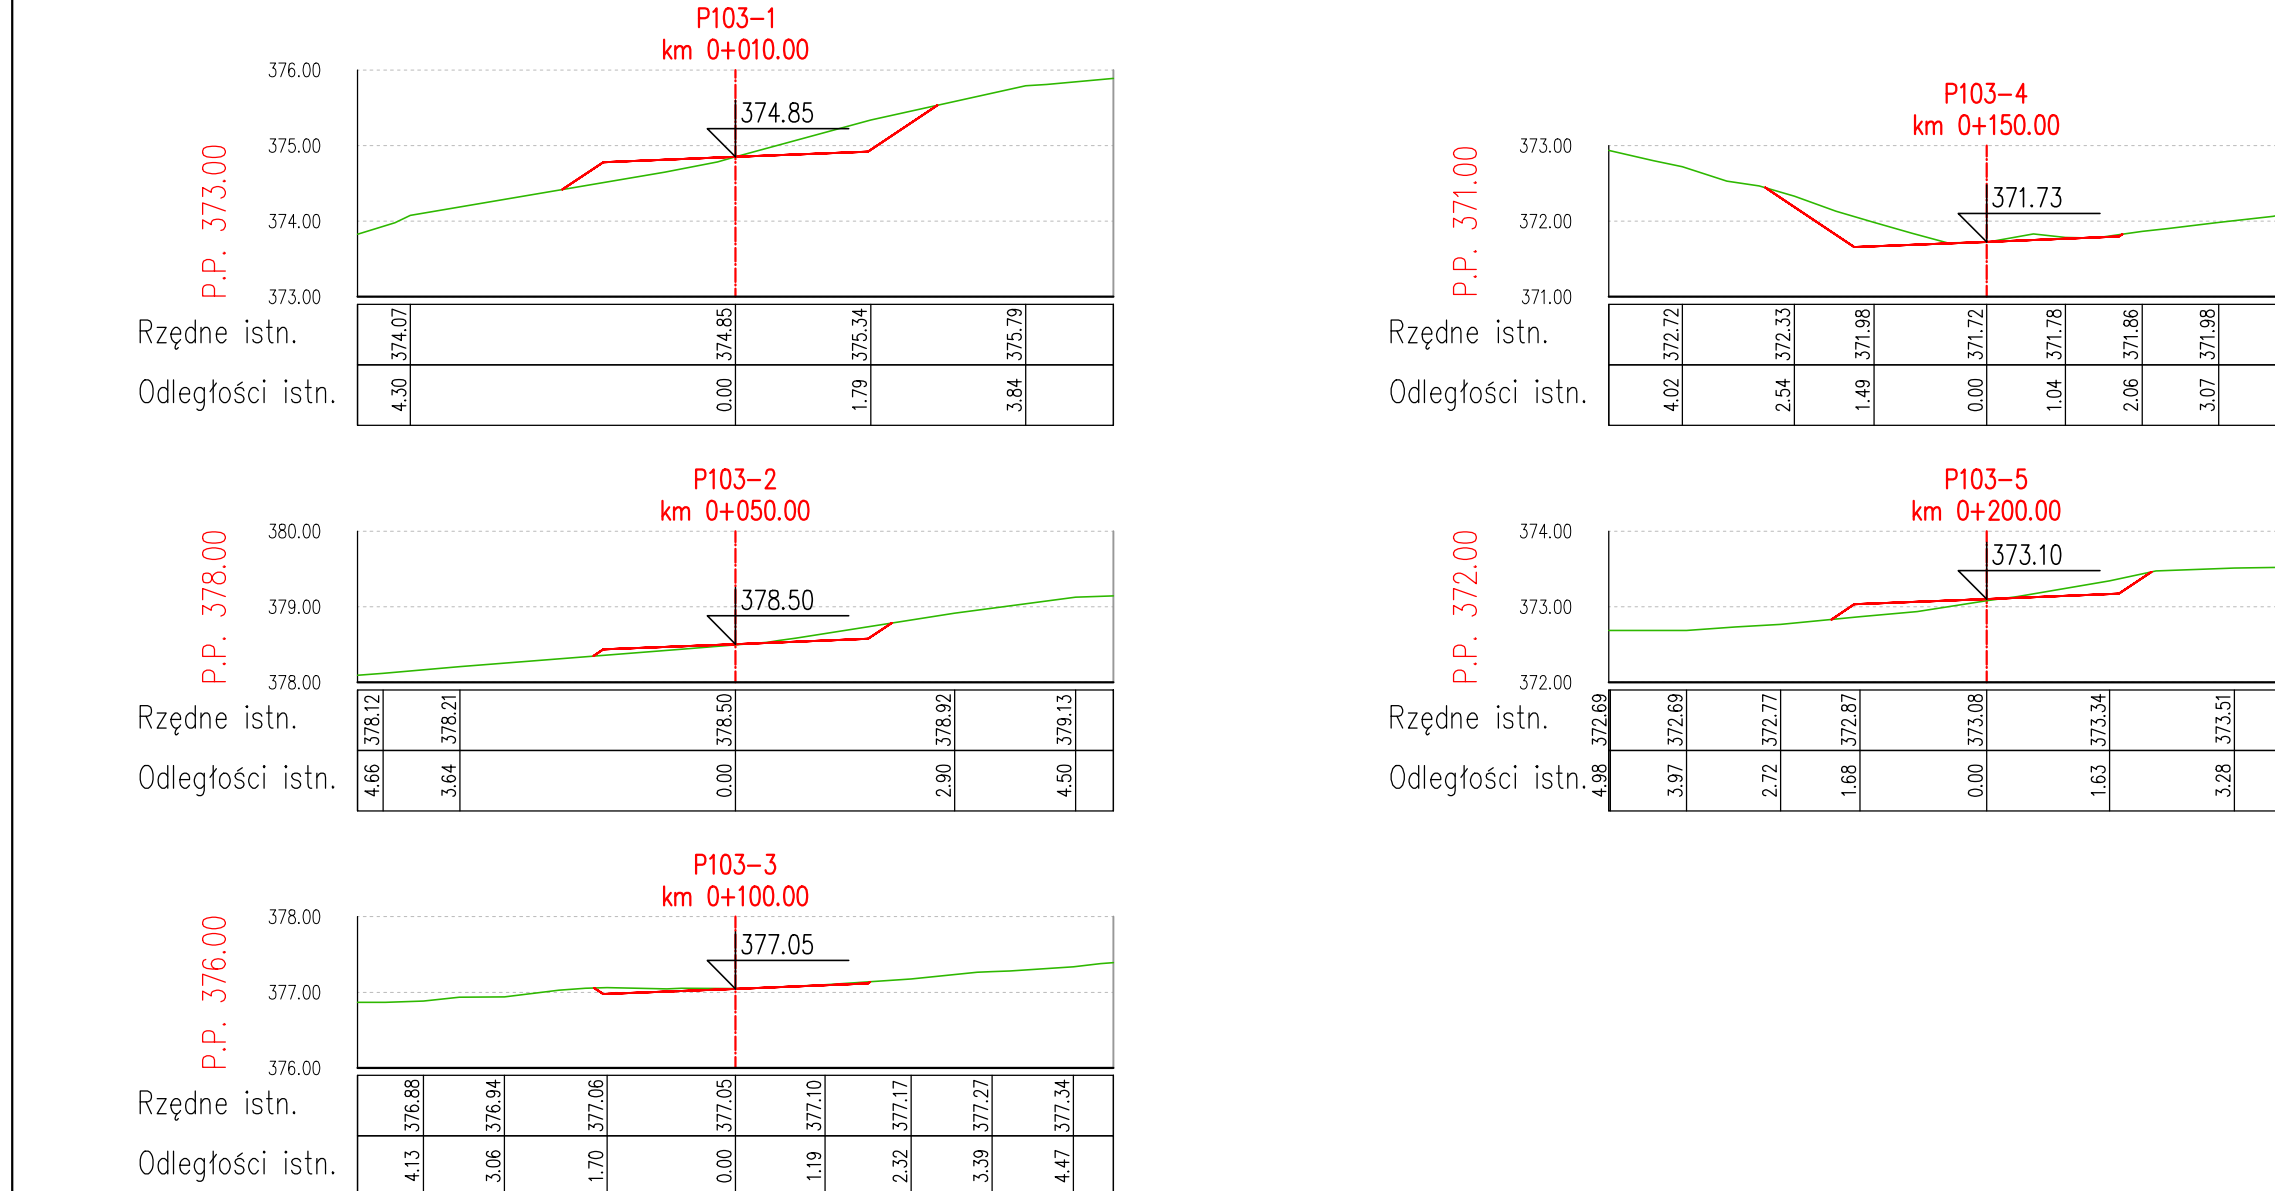 P103-1
km 0+010.00
376.00
375.00
374.00
373.00
P.P. 373.00
374.85
Rzędne istn.
374.07 374.85 375.34 375.79
Odległości istn.
4.30 0.00 1.79 3.84
P103-2
km 0+050.00
380.00
379.00
378.00
P.P. 378.00
378.50
Rzędne istn.
378.12 378.21 378.50 378.92 379.13
Odległości istn.
4.66 3.64 0.00 2.90 4.50
P103-3
km 0+100.00
378.00
377.00
376.00
P.P. 376.00
377.05
Rzędne istn.
376.88 376.94 377.06 377.05 377.10 377.17 377.27 377.34
Odległości istn.
4.13 3.06 1.70 0.00 1.19 2.32 3.39 4.47
P103-4
km 0+150.00
373.00
372.00
371.00
P.P. 371.00
371.73
Rzędne istn.
372.72 372.33 371.98 371.72 371.78 371.86 371.98
Odległości istn.
4.02 2.54 1.49 0.00 1.04 2.06 3.07
P103-5
km 0+200.00
374.00
373.00
372.00
P.P. 372.00
373.10
Rzędne istn.
372.69 372.69 372.77 372.87 373.08 373.34 373.51
Odległości istn.
4.98 3.97 2.72 1.68 0.00 1.63 3.28